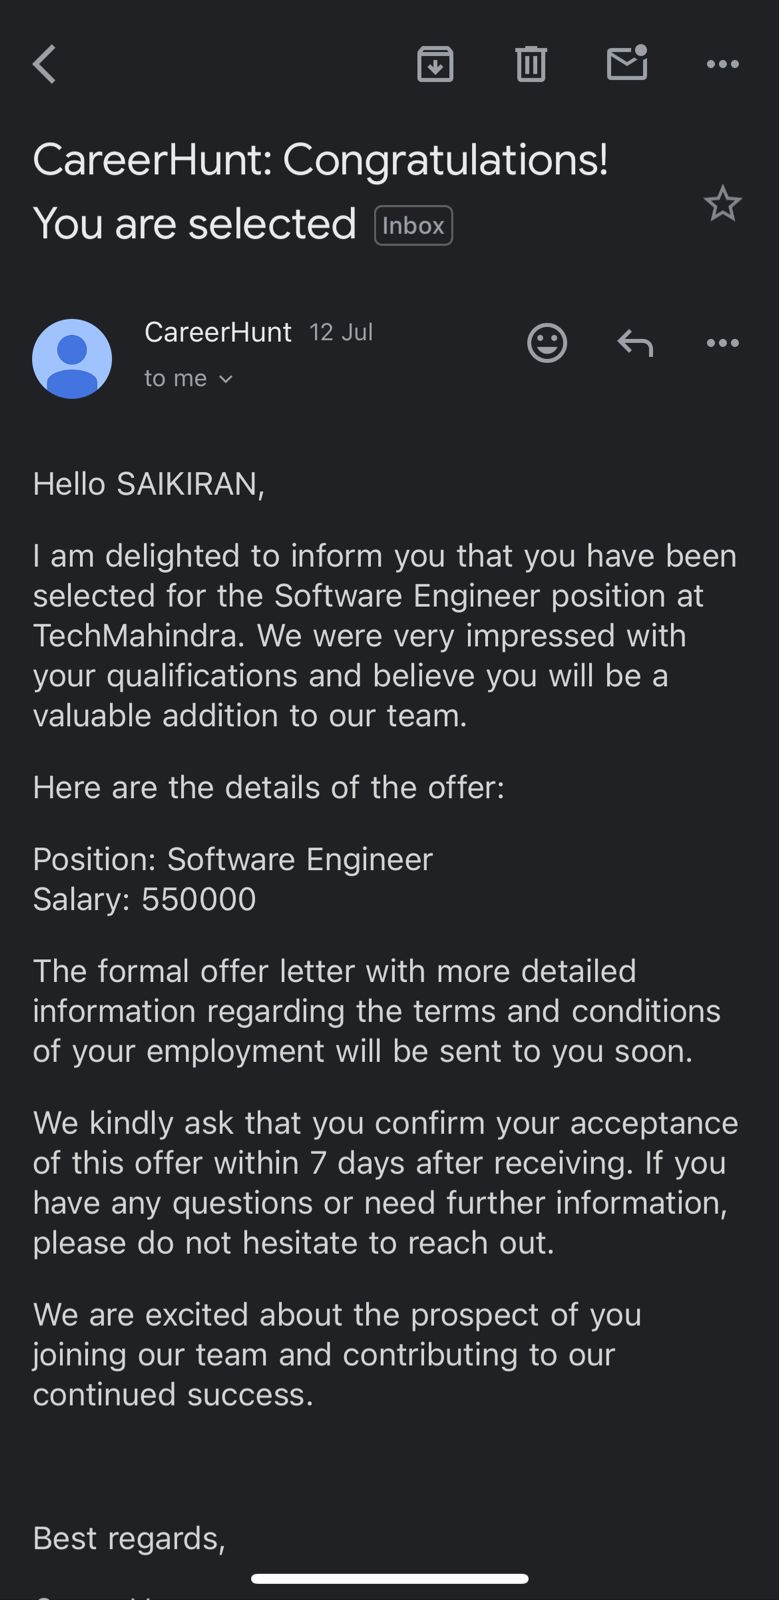 CareerHunt: Congratulations!
You are selected Inbox
CareerHunt 12 Jul
to me
Hello SAIKIRAN,
I am delighted to inform you that you have been
selected for the Software Engineer position at
TechMahindra. We were very impressed with
your qualifications and believe you will be a
valuable addition to our team.
Here are the details of the offer:
Position: Software Engineer
Salary: 550000
The formal offer letter with more detailed
information regarding the terms and conditions
of your employment will be sent to you soon.
We kindly ask that you confirm your acceptance
of this offer within 7 days after receiving. If you
have any questions or need further information,
please do not hesitate to reach out.
We are excited about the prospect of you
joining our team and contributing to our
continued success.
Best regards,